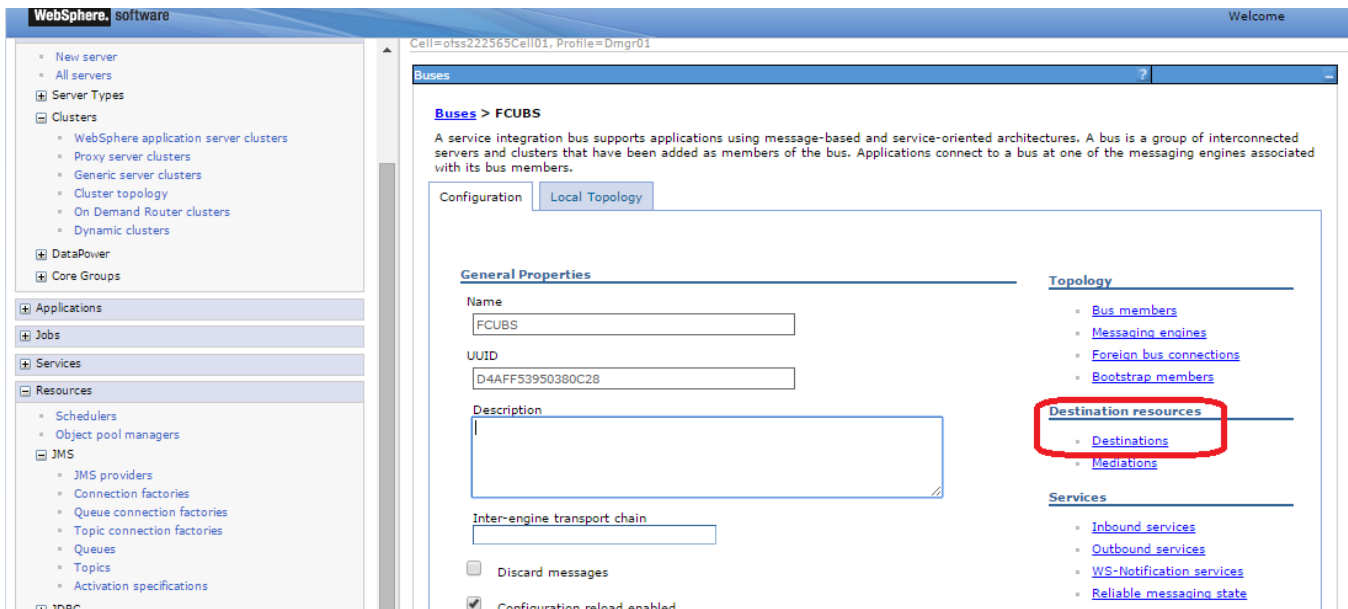 WebSphere. software
Welcome
New server
All servers
Server Types
Clusters
WebSphere application server clusters
Proxy server clusters
Generic server clusters
Cluster topology
On Demand Router clusters
Dynamic clusters
DataPower
Core Groups
Applications
Jobs
Services
Resources
Schedulers
Object pool managers
JMS
JMS providers
Connection factories
Queue connection factories
Topic connection factories
Queues
Topics
Activation specifications
JDBC
Cell=ofss222565Cell01, Profile=Dmgr01
Buses ? -
Buses > FCUBS
A service integration bus supports applications using message-based and service-oriented architectures. A bus is a group of interconnected
servers and clusters that have been added as members of the bus. Applications connect to a bus at one of the messaging engines associated
with its bus members.
Configuration Local Topology
General Properties
Name
FCUBS
UUID
D4AFF53950380C28
Description
Inter-engine transport chain
Discard messages
Configuration reload enabled
Topology
Bus members
Messaging engines
Foreign bus connections
Bootstrap members
Destination resources
Destinations
Mediations
Services
Inbound services
Outbound services
WS-Notification services
Reliable messaging state